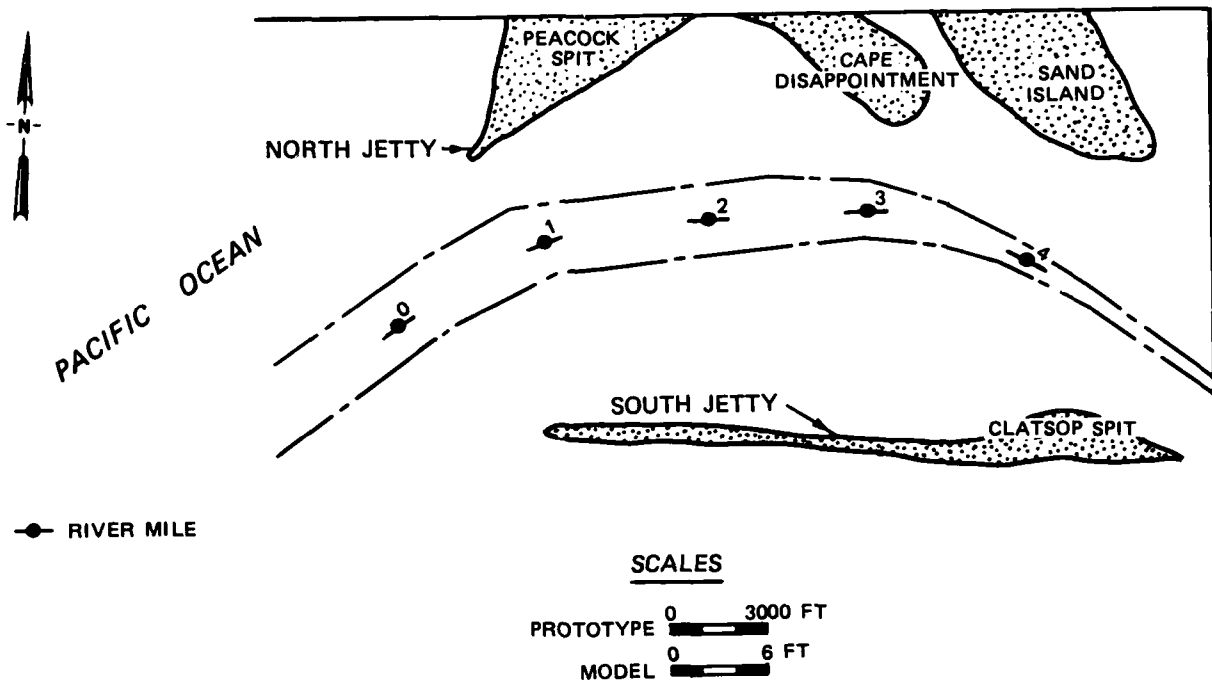 PEACOCK
SPIT
CAPE
DISAPPOINTMENT
SAND
ISLAND
-N-
NORTH JETTY
PACIFIC OCEAN
0
1
2
3
4
SOUTH JETTY
CLATSOP SPIT
RIVER MILE
SCALES
PROTOTYPE 0 3000 FT
MODEL 0 6 FT